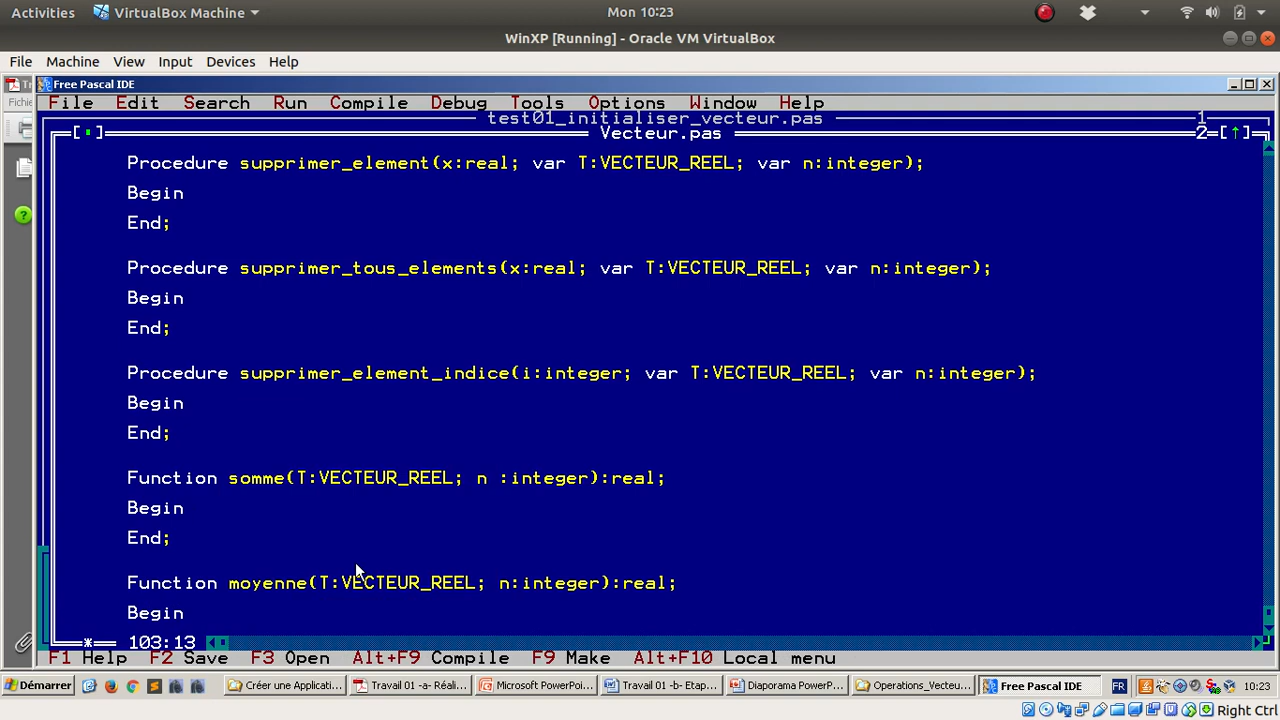 Activities VirtualBox Machine Mon 10:23
WinXP [Running] - Oracle VM VirtualBox
File Machine View Input Devices Help
Free Pascal IDE
Fichie
File Edit Search Run Compile Debug Tools Options Window Help
test01_initialiser_vecteur.pas 1
[▪] Vecteur.pas 2=[↑]
Procedure supprimer_element(x:real; var T:VECTEUR_REEL; var n:integer);
Begin
End;
Procedure supprimer_tous_elements(x:real; var T:VECTEUR_REEL; var n:integer);
Begin
End;
Procedure supprimer_element_indice(i:integer; var T:VECTEUR_REEL; var n:integer);
Begin
End;
Function somme(T:VECTEUR_REEL; n :integer):real;
Begin
End;
Function moyenne(T:VECTEUR_REEL; n:integer):real;
Begin
* 103:13
F1 Help F2 Save F3 Open Alt+F9 Compile F9 Make Alt+F10 Local menu
Démarrer Créer une Applicati... Travail 01 -a- Réali... Microsoft PowerPoi... Travail 01 -b- Etap... Diaporama PowerP... Operations_Vecteu... Free Pascal IDE FR 10:23
Right Ctrl